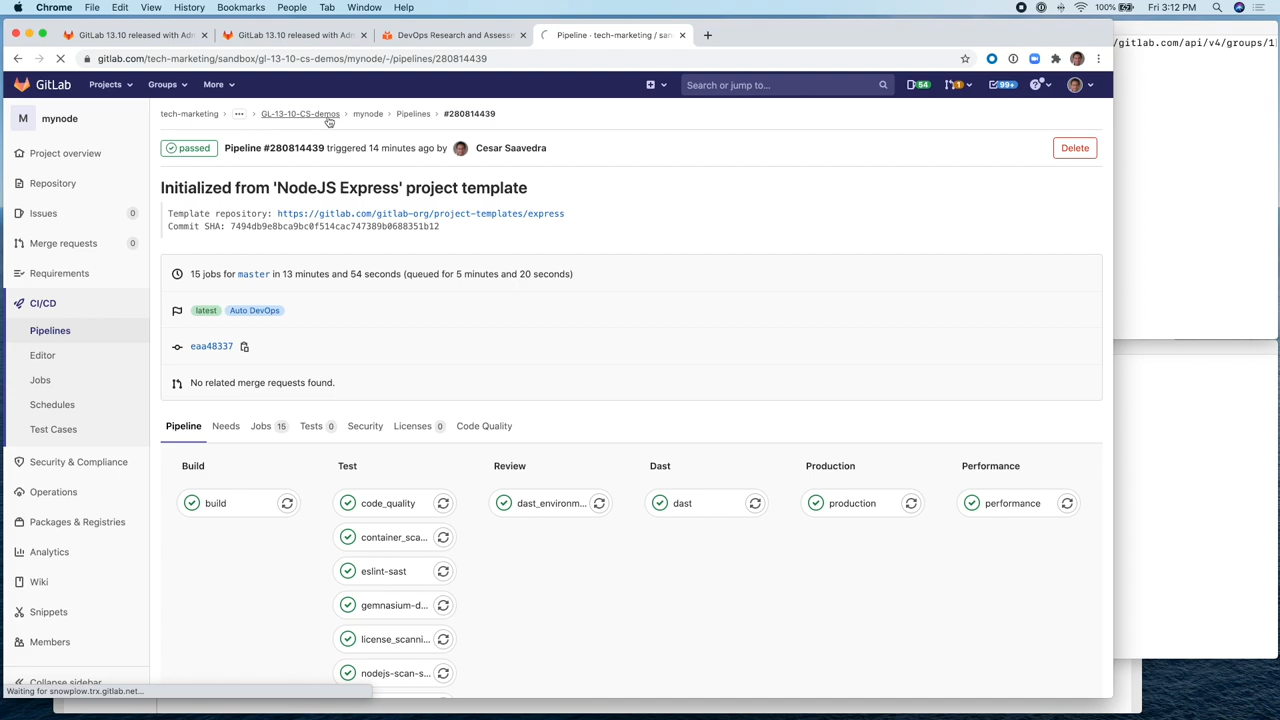 Chrome File Edit View History Bookmarks People Tab Window Help 100% Fri 3:12 PM
GitLab 13.10 released with Adm × GitLab 13.10 released with Adm × DevOps Research and Assessm × Pipeline · tech-marketing / san ×
/gitlab.com/api/v4/groups/1
gitlab.com/tech-marketing/sandbox/gl-13-10-cs-demos/mynode/-/pipelines/280814439
GitLab Projects Groups More Search or jump to... 54 1 99+
M mynode
tech-marketing › ••• › GL-13-10-CS-demos › mynode › Pipelines › #280814439
passed Pipeline #280814439 triggered 14 minutes ago by Cesar Saavedra Delete
Project overview
Repository
Issues 0
Merge requests 0
Requirements
CI/CD
Pipelines
Editor
Jobs
Schedules
Test Cases
Security & Compliance
Operations
Packages & Registries
Analytics
Wiki
Snippets
Members
Collapse sidebar
Initialized from 'NodeJS Express' project template
Template repository: https://gitlab.com/gitlab-org/project-templates/express
Commit SHA: 7494db9e8bca9bc0f514cac747389b0688351b12
15 jobs for master in 13 minutes and 54 seconds (queued for 5 minutes and 20 seconds)
latest Auto DevOps
eaa48337
No related merge requests found.
Pipeline Needs Jobs 15 Tests 0 Security Licenses 0 Code Quality
Build Test Review Dast Production Performance
build code_quality dast_environm... dast production performance
container_sca...
eslint-sast
gemnasium-d...
license_scanni...
nodejs-scan-s...
Waiting for snowplow.trx.gitlab.net...